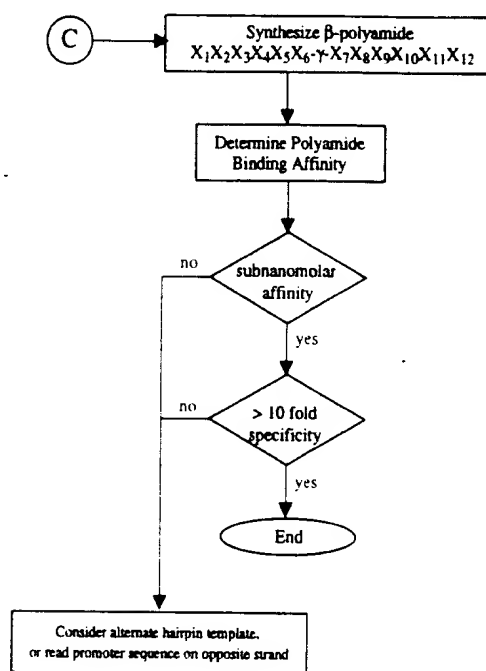 C
Synthesize β-polyamide
X₁X₂X₃X₄X₅X₆-γ-X₇X₈X₉X₁₀X₁₁X₁₂
Determine Polyamide
Binding Affinity
no
subnanomolar
affinity
yes
no
> 10 fold
specificity
yes
End
Consider alternate hairpin template,
or read promoter sequence on opposite strand